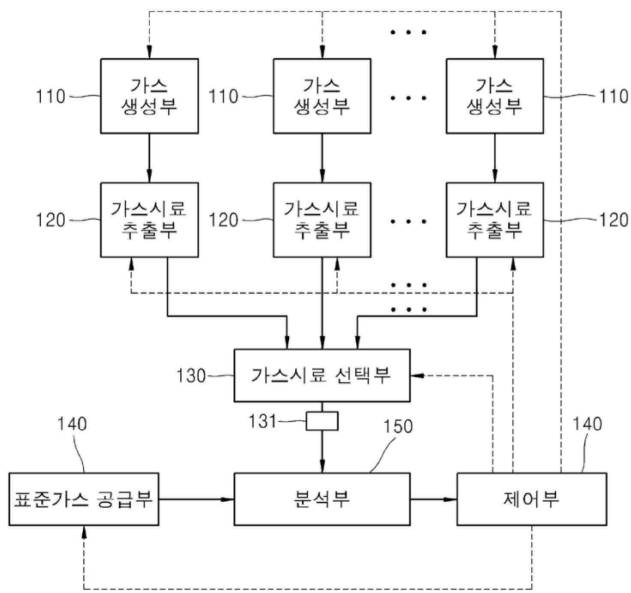 110
가스
생성부
110
가스
생성부
가스
생성부
110
120
가스시료
추출부
120
가스시료
추출부
가스시료
추출부
120
130
가스시료 선택부
131
140
150
140
표준가스 공급부
분석부
제어부